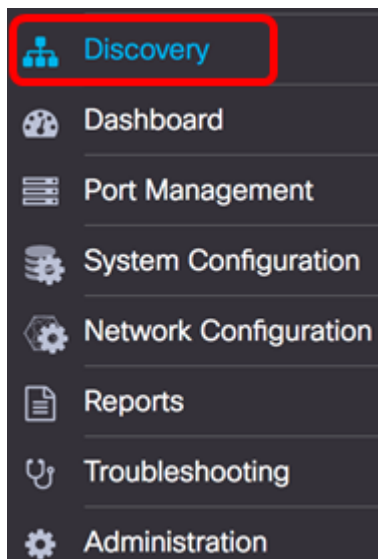 Discovery
Dashboard
Port Management
System Configuration
Network Configuration
Reports
Troubleshooting
Administration